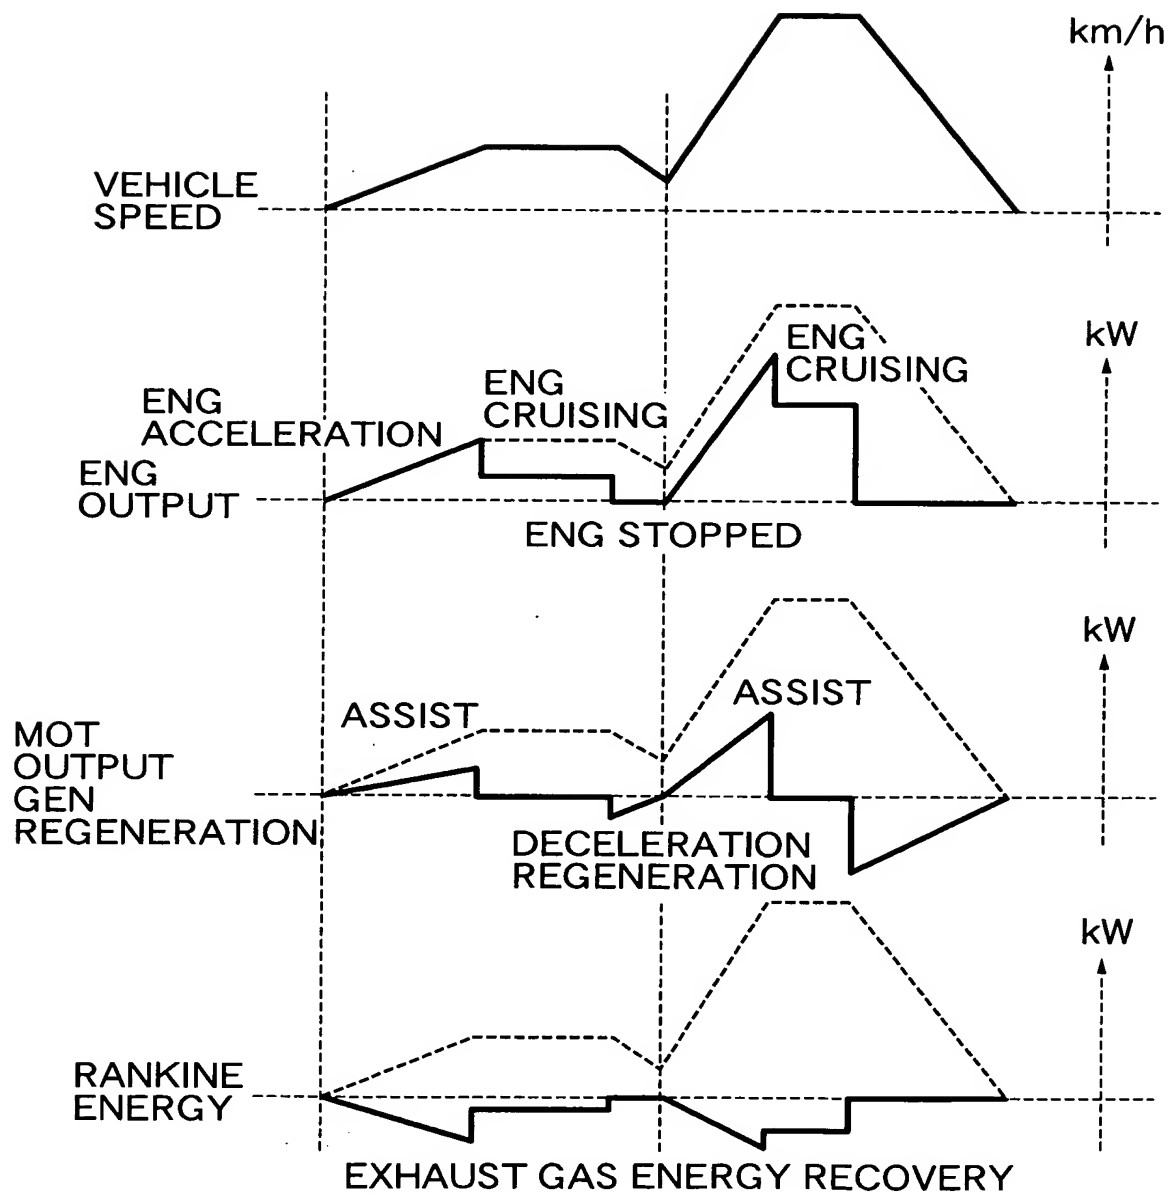 km/h
VEHICLE
SPEED
kW
ENG
CRUISING
ENG
CRUISING
ENG
ACCELERATION
ENG
OUTPUT
ENG STOPPED
kW
ASSIST
ASSIST
MOT
OUTPUT
GEN
REGENERATION
DECELERATION
REGENERATION
kW
RANKINE
ENERGY
EXHAUST GAS ENERGY RECOVERY